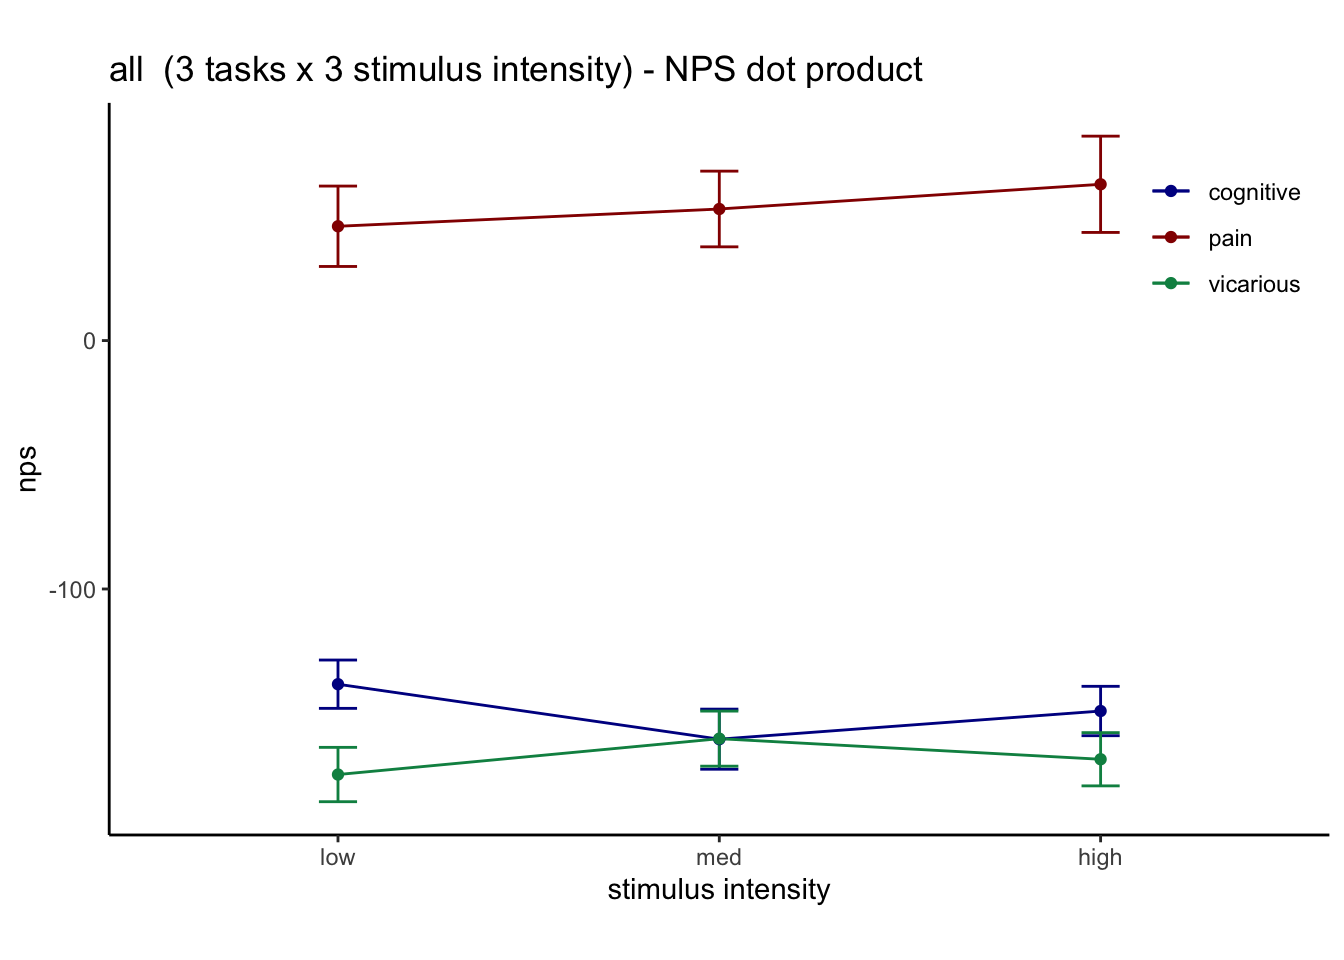 all  (3 tasks x 3 stimulus intensity) - NPS dot product
cognitive
pain
vicarious
0
-100
nps
low
med
high
stimulus intensity